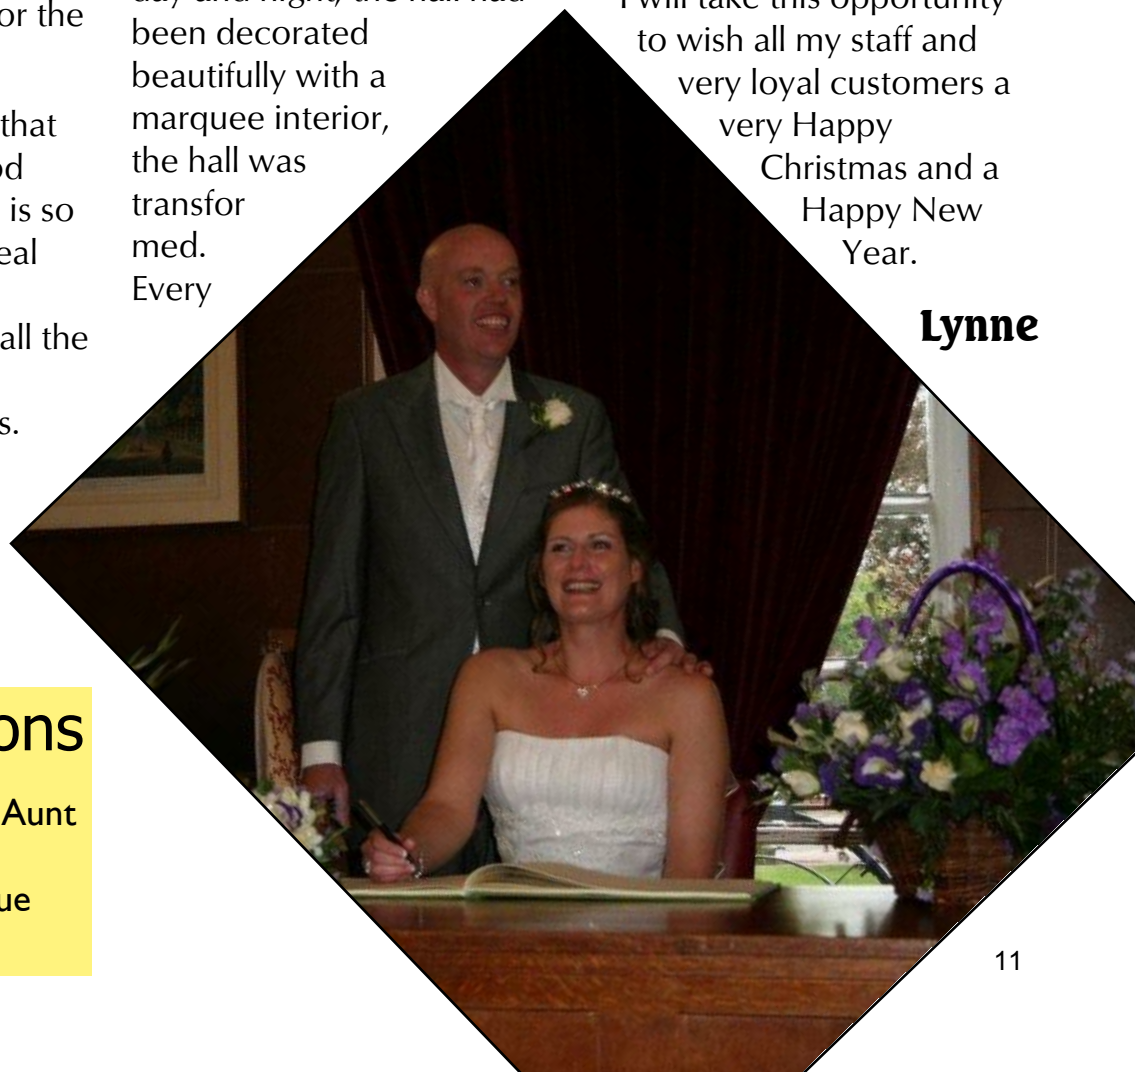 or the
that
od
is so
eal
all the
s.
ons
Aunt
ue
day and night, the hall had
been decorated
beautifully with a
marquee interior,
the hall was
transfor
med.
Every
I will take this opportunity
to wish all my staff and
very loyal customers a
very Happy
Christmas and a
Happy New
Year.
Lynne
11